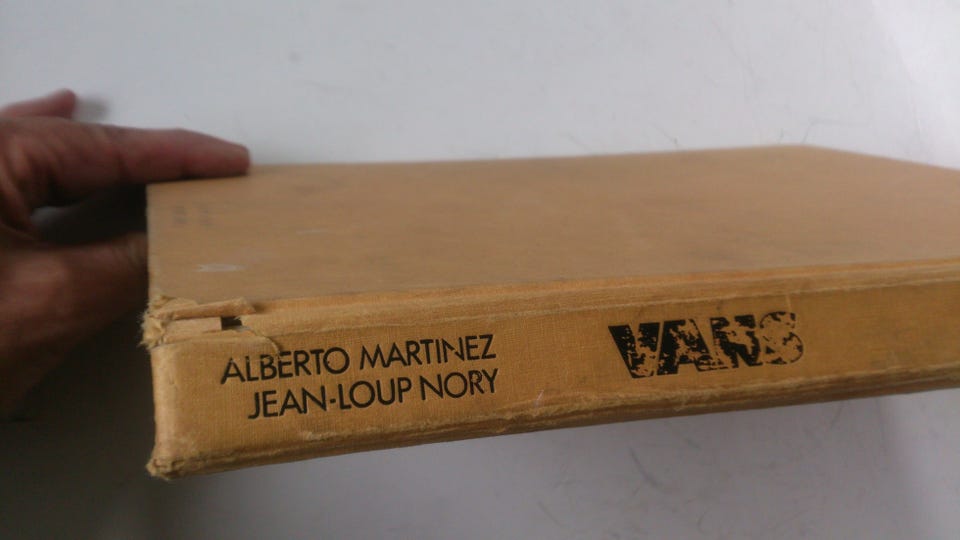 ALBERTO MARTINEZ
JEAN-LOUP NORY
VANS